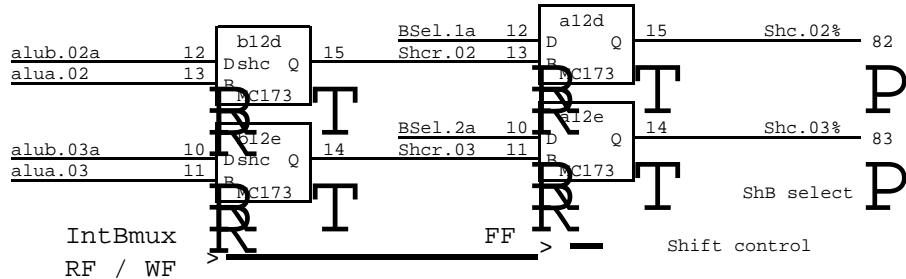 BSel.1a 12 a12d 15 Shc.02% 82
D Q
b12d
alub.02a 12 15 Shcr.02 13
D shc Q B
alua.02 13
B
MC173 MC173
R R T R R T P
BSel.2a 10 a12e 14 Shc.03% 83
D Q
b12e
alub.03a 10 14 Shcr.03 11
D shc Q B
alua.03 11
B
MC173 MC173
R R T R R T P
ShB select
IntBmux FF
> > Shift control
RF / WF